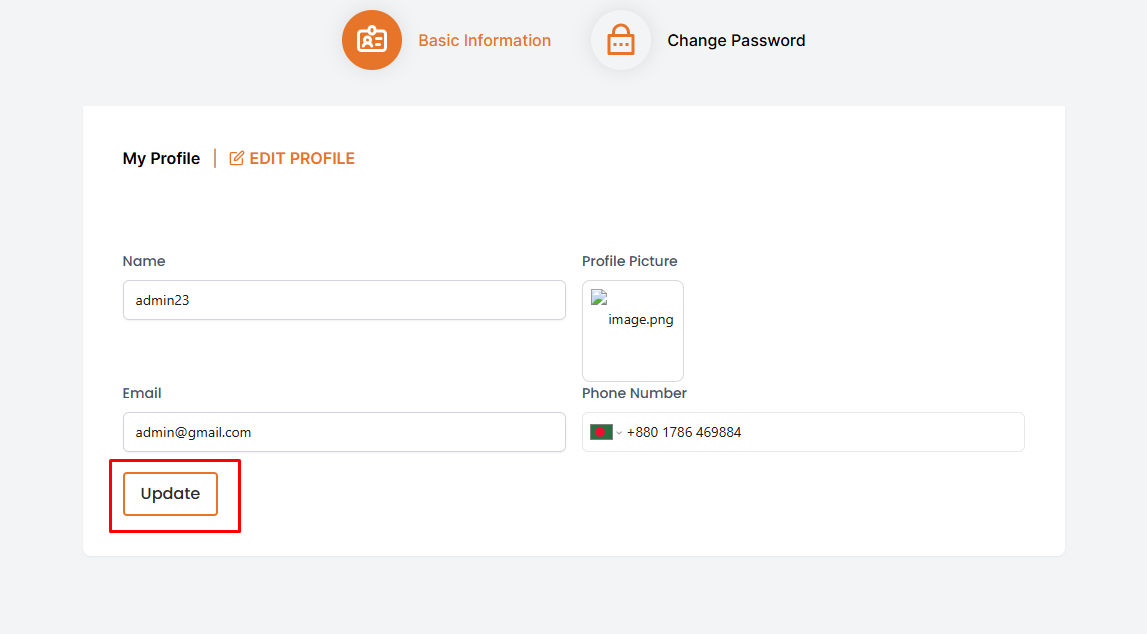 Basic Information
Change Password
My Profile | EDIT PROFILE
Name
Profile Picture
admin23
image.png
Email
Phone Number
admin@gmail.com
+880 1786 469884
Update